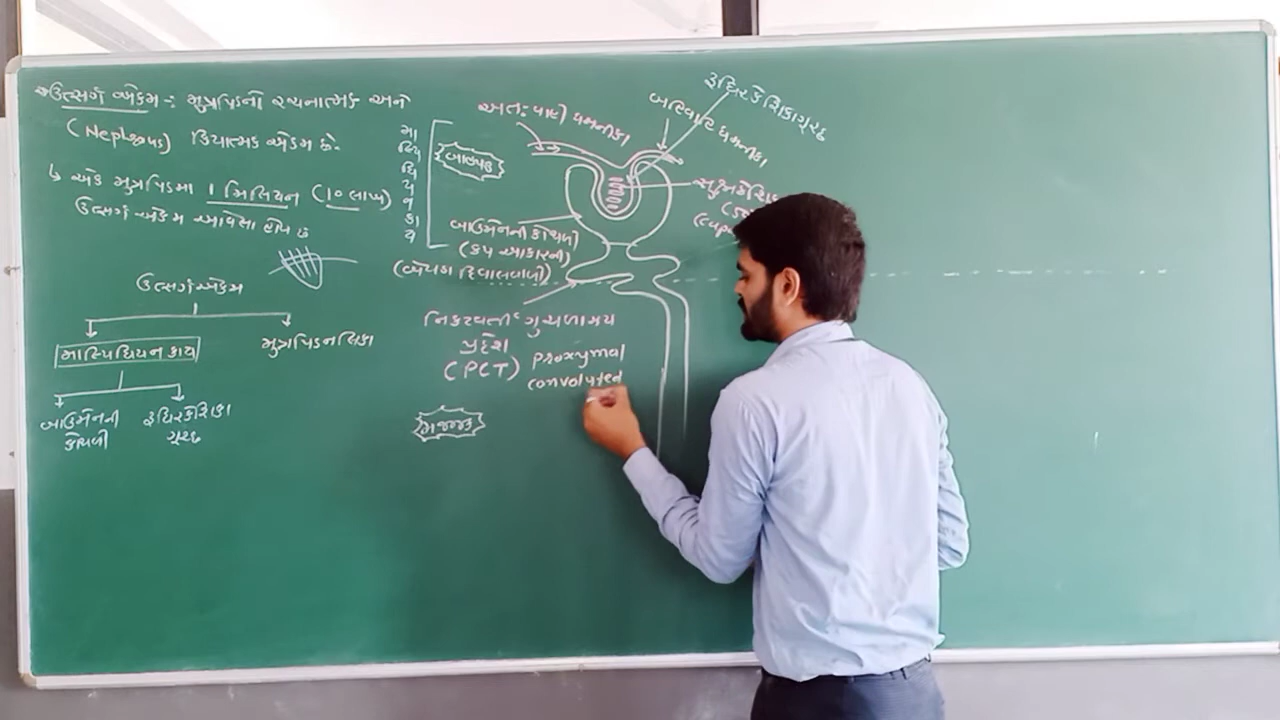 ઉત્સર્ગ એકમ :- મુત્રપિંડનો રચનાત્મક અને
(Nephrons) ક્રિયાત્મક એકમ છે.
↳ એક મુત્રપિંડમાં 1 મિલિયન (10 લાખ)
ઉત્સર્ગ એકમ આવેલા હોય છે
ઉત્સર્ગ એકમ
માલ્પિઘિયન કાય
મુત્રપિંડ નલિકા
બાઉમેનની
કોથળી
રૂધિરકેશિકા
ગુચ્છ
મા
લ્પિ
ઘિ
ય
ન
કા
ય
બાહ્યક
અંતઃવાહી ધમનીકા
બહિર્વાહિ ધમનીકા
રૂધિરકેશિકાગુચ્છ
બાઉમેનની કોથળી
(કપ આકારની)
(બેવડી દિવાલવાળી)
નિકટવર્તી ગુચળામય
પ્રદેશ
(PCT) proxymal
convoluted
મજ્જક